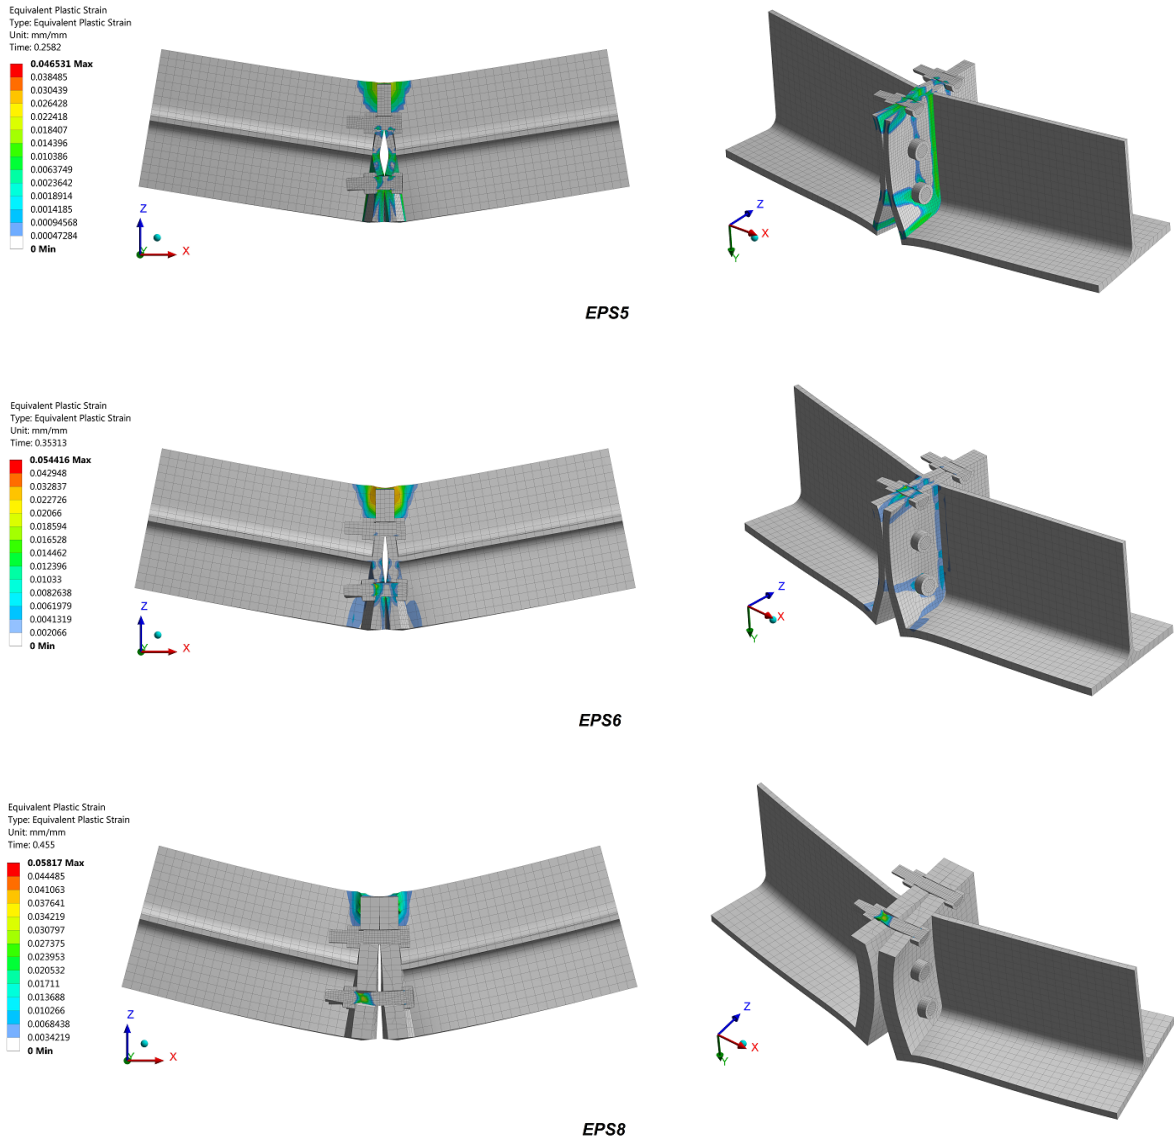 Equivalent Plastic Strain
Type: Equivalent Plastic Strain
Unit: mm/mm
Time: 0.2582
0.046531 Max
0.038485
0.030439
0.026428
0.022418
0.018407
0.014396
0.010386
0.0063749
0.0023642
0.0018914
0.0014185
0.00094568
0.00047284
0 Min
Z
Y
X
Z
X
Y
EPS5
Equivalent Plastic Strain
Type: Equivalent Plastic Strain
Unit: mm/mm
Time: 0.35313
0.054416 Max
0.042948
0.032837
0.022726
0.02066
0.018594
0.016528
0.014462
0.012396
0.01033
0.0082638
0.0061979
0.0041319
0.002066
0 Min
Z
Y
X
Z
X
Y
EPS6
Equivalent Plastic Strain
Type: Equivalent Plastic Strain
Unit: mm/mm
Time: 0.455
0.05817 Max
0.044485
0.041063
0.037641
0.034219
0.030797
0.027375
0.023953
0.020532
0.01711
0.013688
0.010266
0.0068438
0.0034219
0 Min
Z
Y
X
Z
X
Y
EPS8